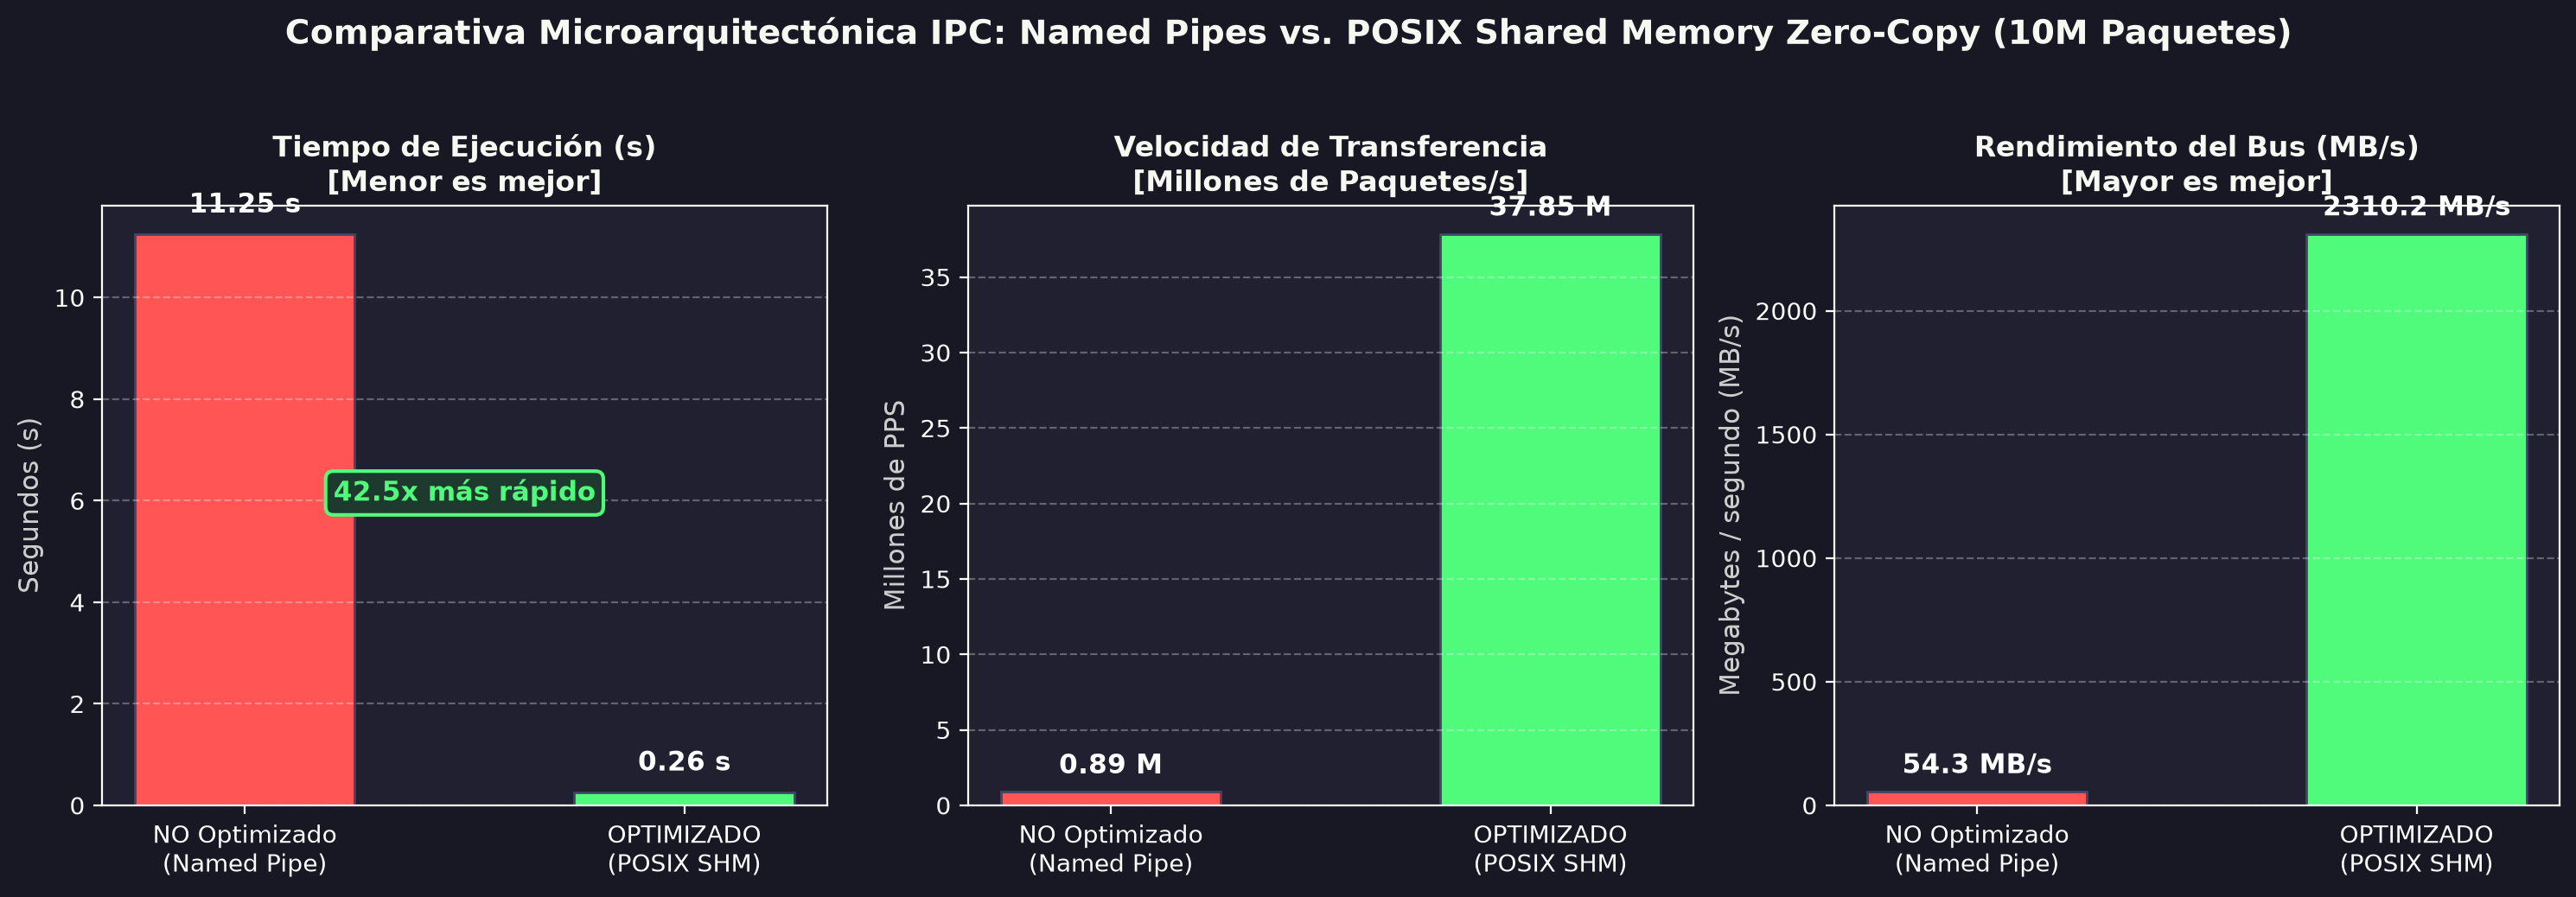 Comparativa Microarquitectónica IPC: Named Pipes vs. POSIX Shared Memory Zero-Copy (10M Paquetes)
Tiempo de Ejecución (s)
[Menor es mejor]
11.25 s
10
8
6
4
2
0
Segundos (s)
42.5x más rápido
0.26 s
NO Optimizado
(Named Pipe)
OPTIMIZADO
(POSIX SHM)
Velocidad de Transferencia
[Millones de Paquetes/s]
37.85 M
35
30
25
20
15
10
5
0
Millones de PPS
0.89 M
NO Optimizado
(Named Pipe)
OPTIMIZADO
(POSIX SHM)
Rendimiento del Bus (MB/s)
[Mayor es mejor]
2310.2 MB/s
2000
1500
1000
500
0
Megabytes / segundo (MB/s)
54.3 MB/s
NO Optimizado
(Named Pipe)
OPTIMIZADO
(POSIX SHM)